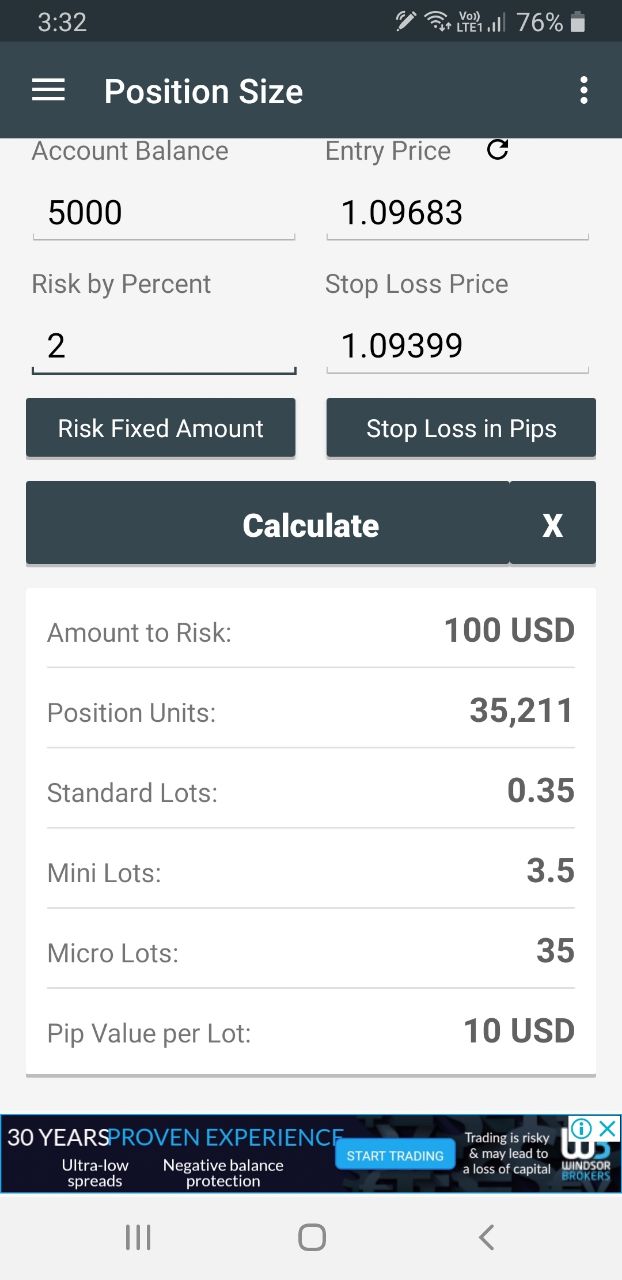 3:32 Vo)) LTE1 76%
Position Size
Account Balance Entry Price
5000 1.09683
Risk by Percent Stop Loss Price
2 1.09399
Risk Fixed Amount Stop Loss in Pips
Calculate X
Amount to Risk: 100 USD
Position Units: 35,211
Standard Lots: 0.35
Mini Lots: 3.5
Micro Lots: 35
Pip Value per Lot: 10 USD
30 YEARS PROVEN EXPERIENCE
Ultra-low spreads
Negative balance protection
START TRADING
Trading is risky
& may lead to
a loss of capital
WINDSOR
BROKERS